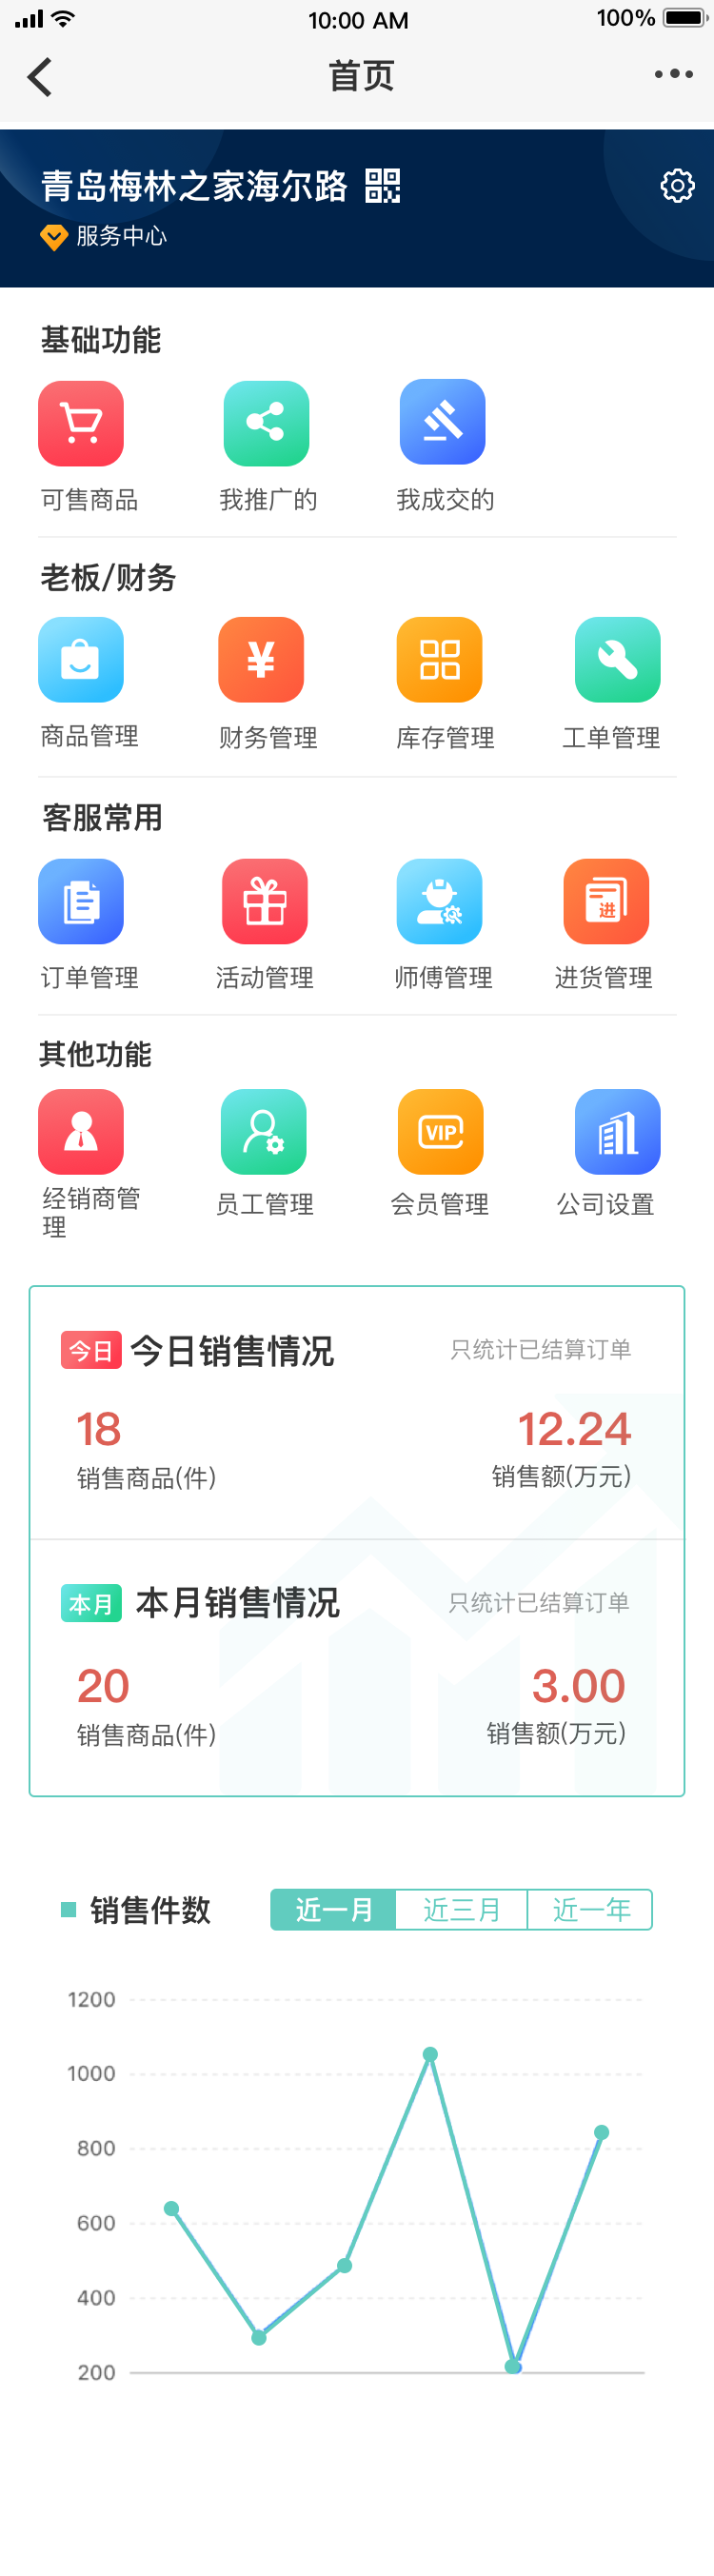 10:00 AM 100%
首页
青岛梅林之家海尔路
服务中心
基础功能
可售商品 我推广的 我成交的
老板/财务
¥
商品管理 财务管理 库存管理 工单管理
客服常用
进
订单管理 活动管理 师傅管理 进货管理
其他功能
VIP
经销商管
理
员工管理 会员管理 公司设置
今日 今日销售情况 只统计已结算订单
18 12.24
销售商品(件) 销售额(万元)
本月 本月销售情况 只统计已结算订单
20 3.00
销售商品(件) 销售额(万元)
销售件数 近一月 近三月 近一年
1200
1000
800
600
400
200